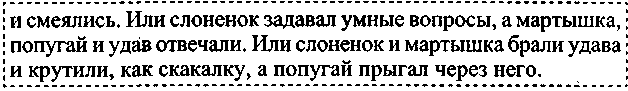 и смеялись. Или слоненок задавал умные вопросы, а мартышка,
попугай и удав отвечали. Или слоненок и мартышка брали удава
и крутили, как скакалку, а попугай прыгал через него.